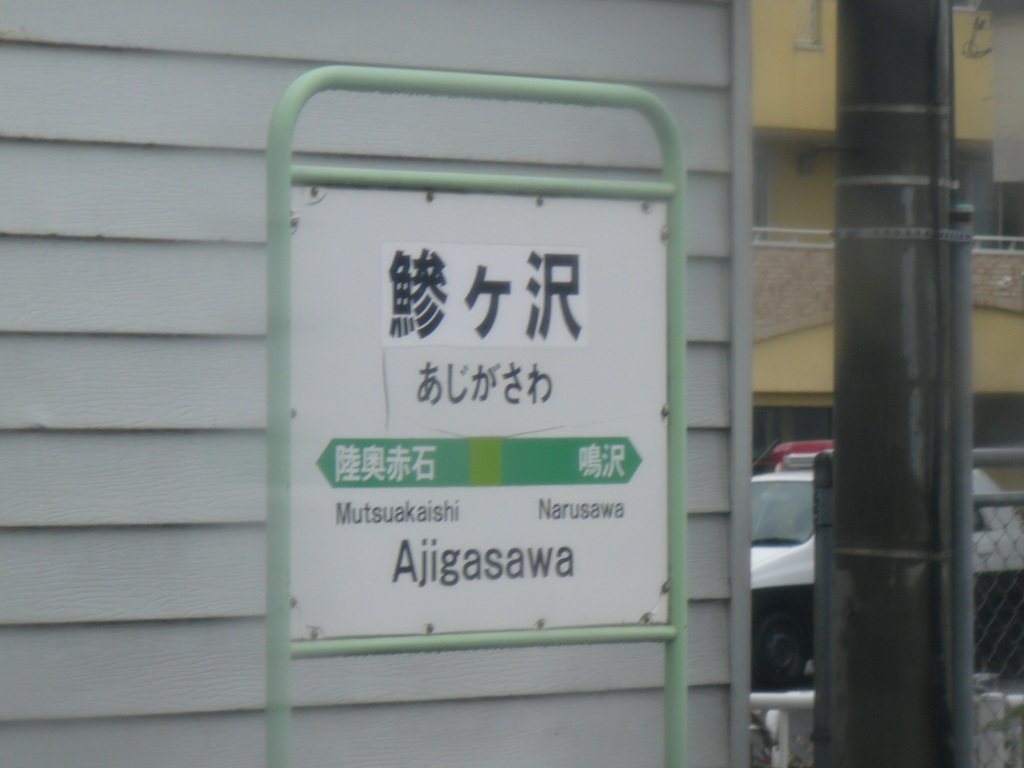 鰺ヶ沢
あじがさわ
陸奥赤石 鳴沢
Mutsuakaishi Narusawa
Ajigasawa